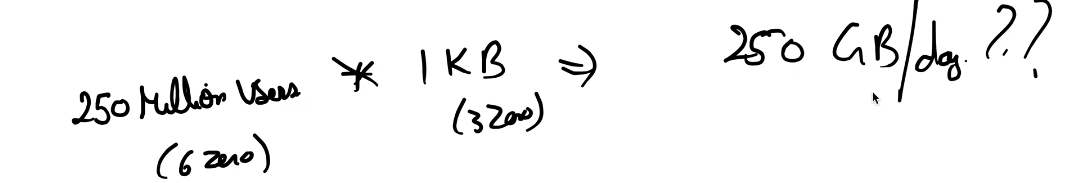 250 Million Users * 1 KB ⇒ 250 GB/day. ??
(6 zero) (3 zero)